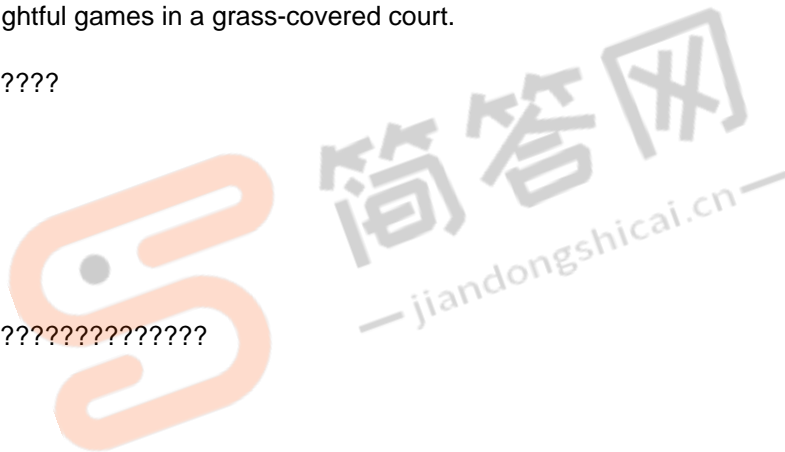 ghtful games in a grass-covered court.
????
简答网
jiandongshicai.cn
??????????????